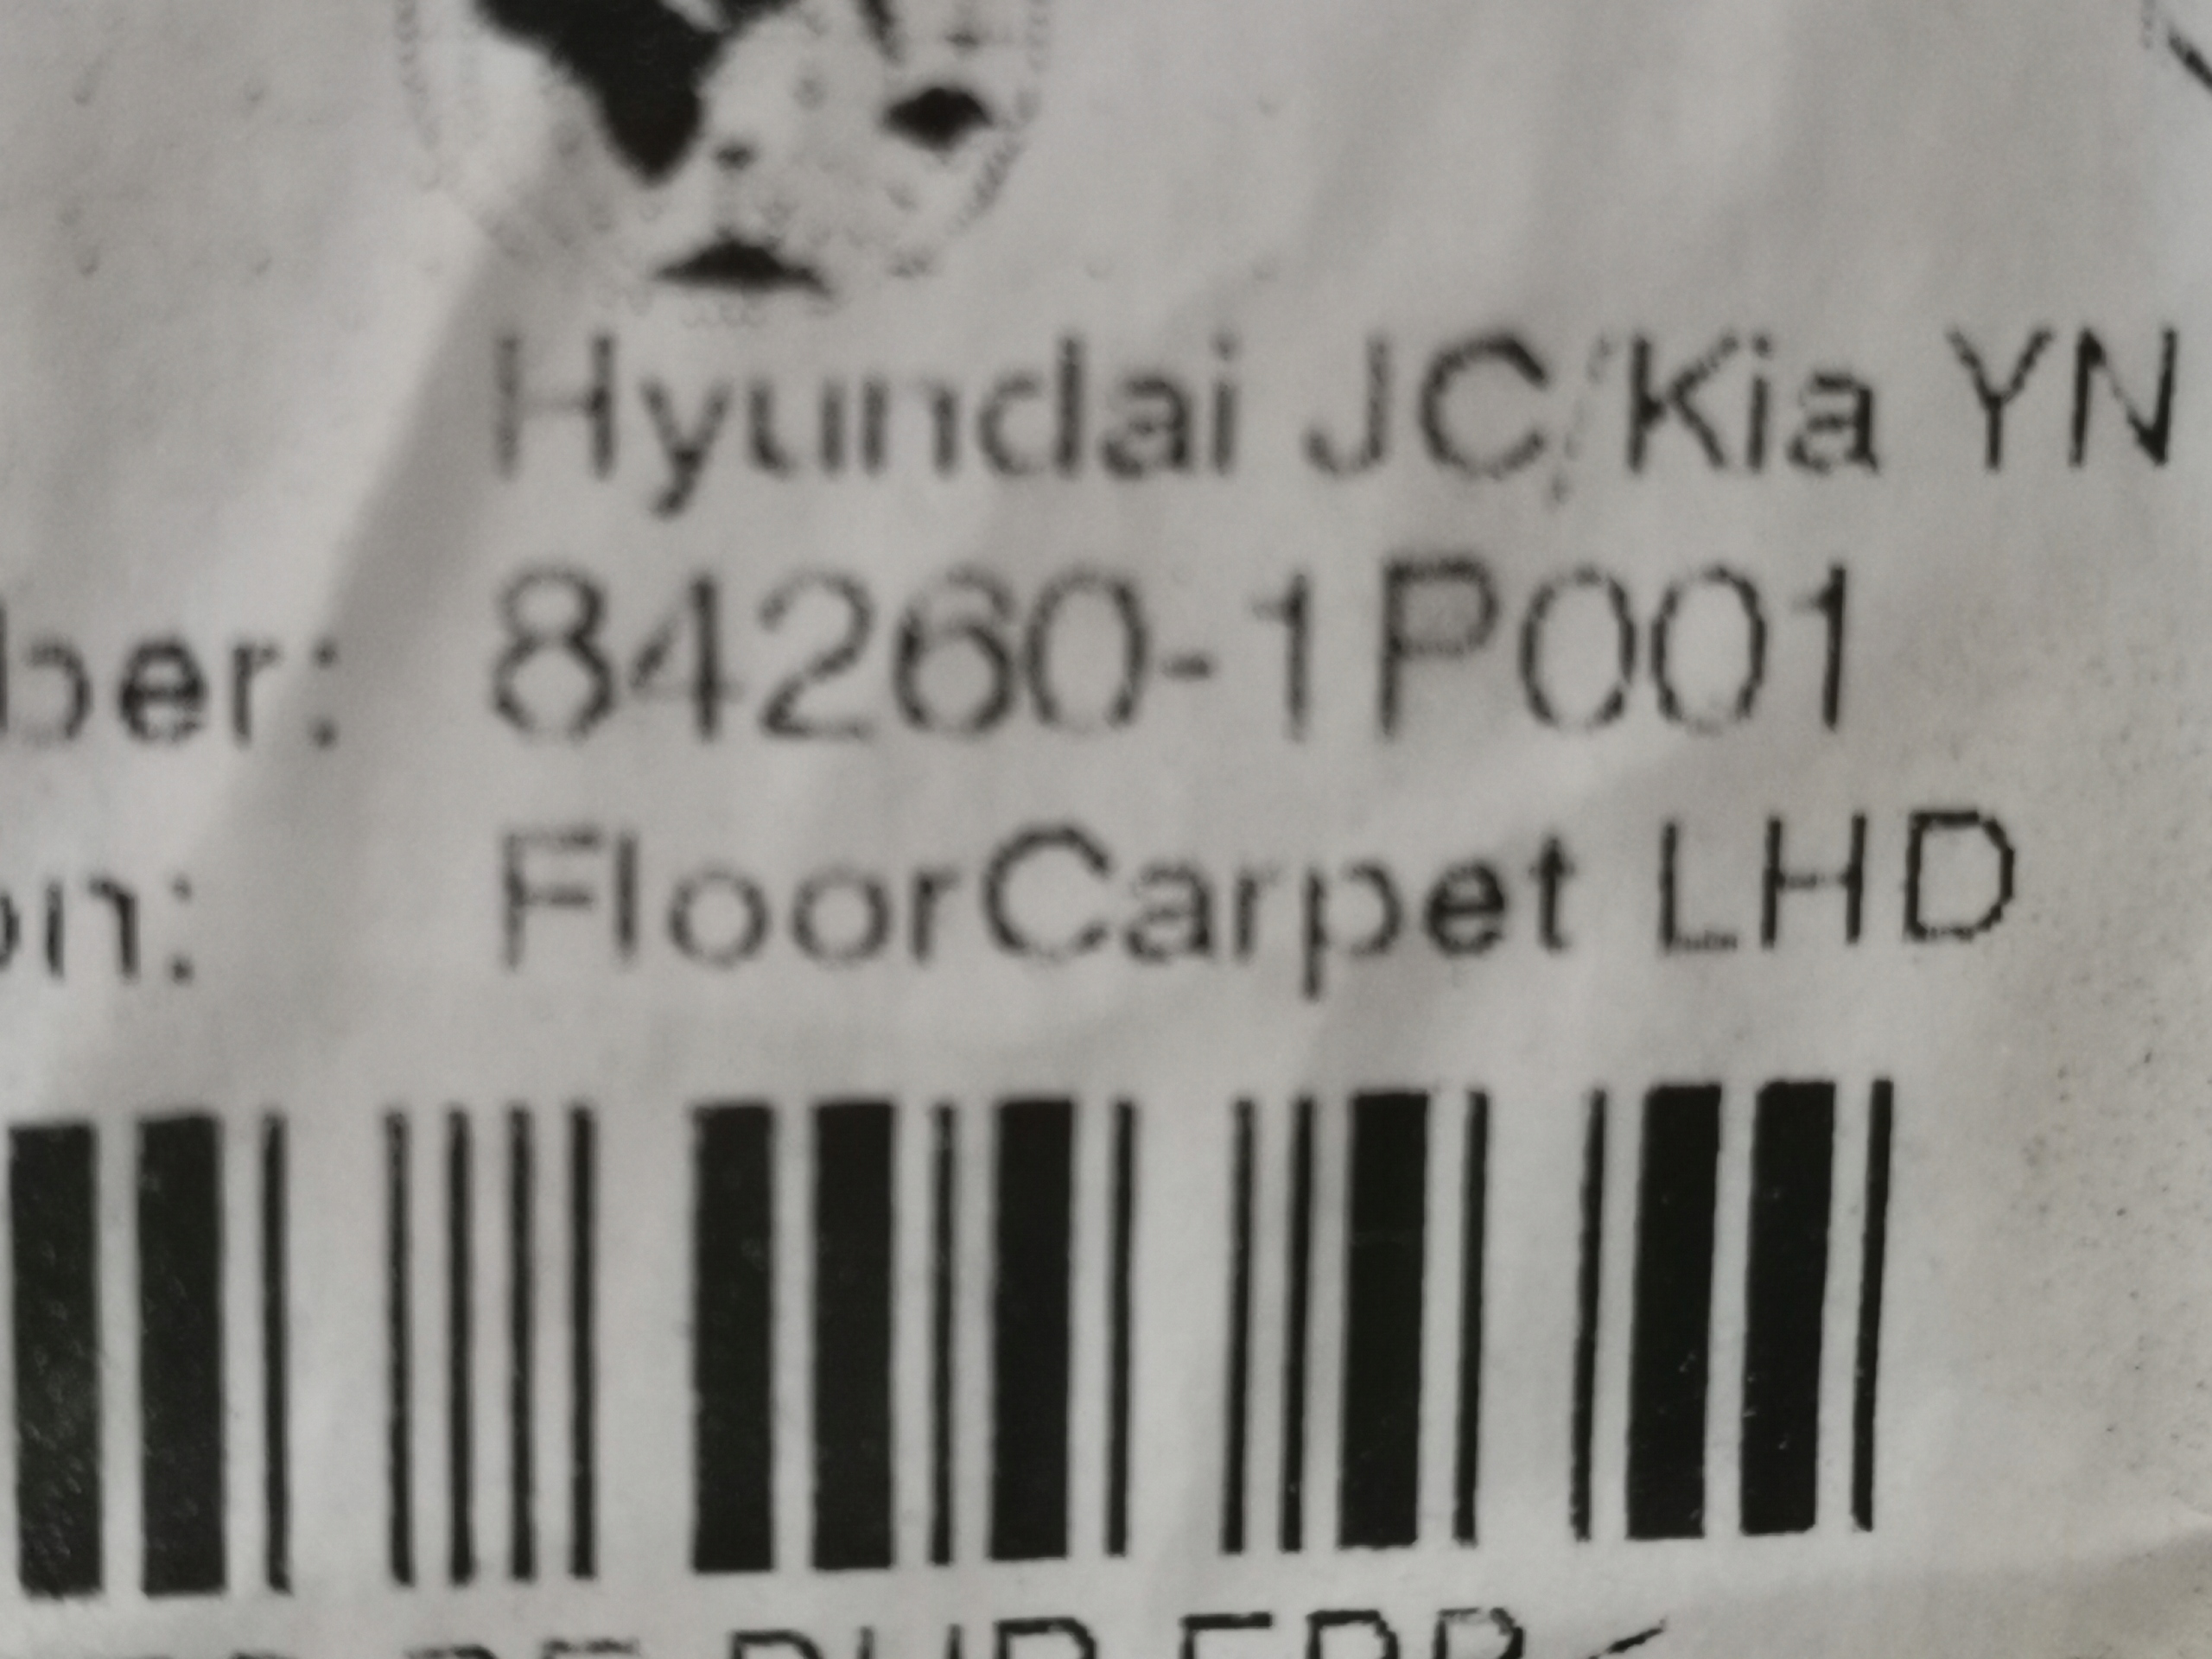 Hyundai JC/Kia YN
ber: 84260-1P001
on: FloorCarpet LHD